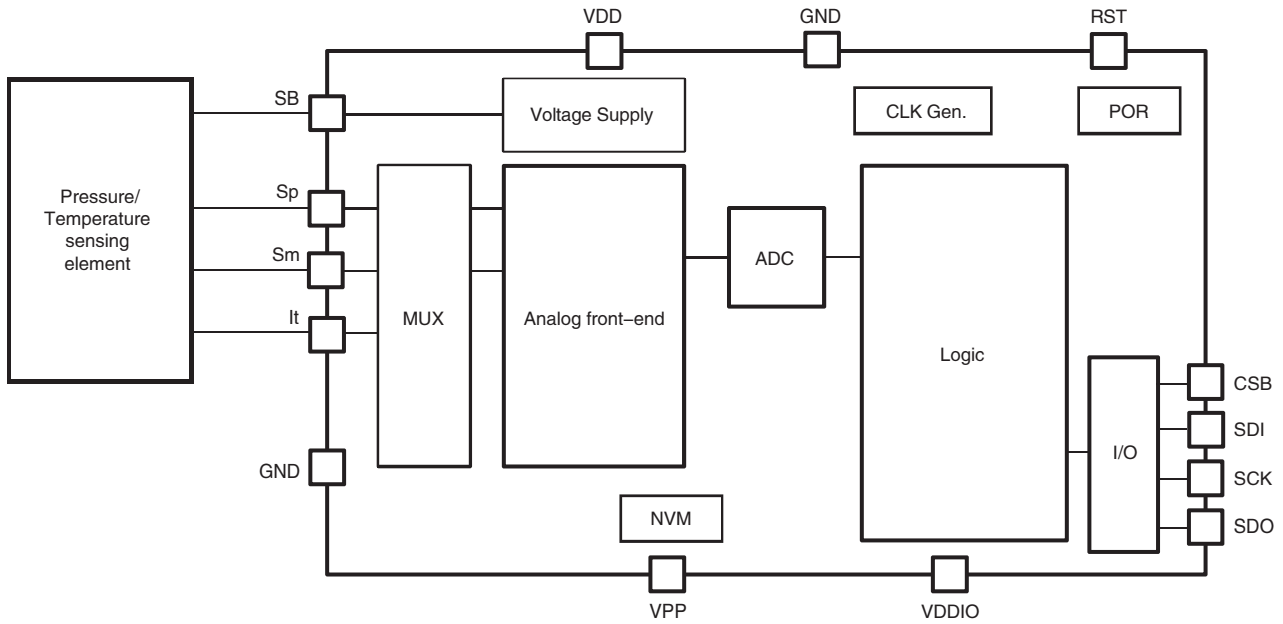 VDD
GND
RST
SB
Voltage Supply
CLK Gen.
POR
Pressure/
Temperature
sensing
element
Sp
Sm
It
MUX
Analog front–end
ADC
Logic
I/O
CSB
SDI
SCK
SDO
GND
NVM
VPP
VDDIO